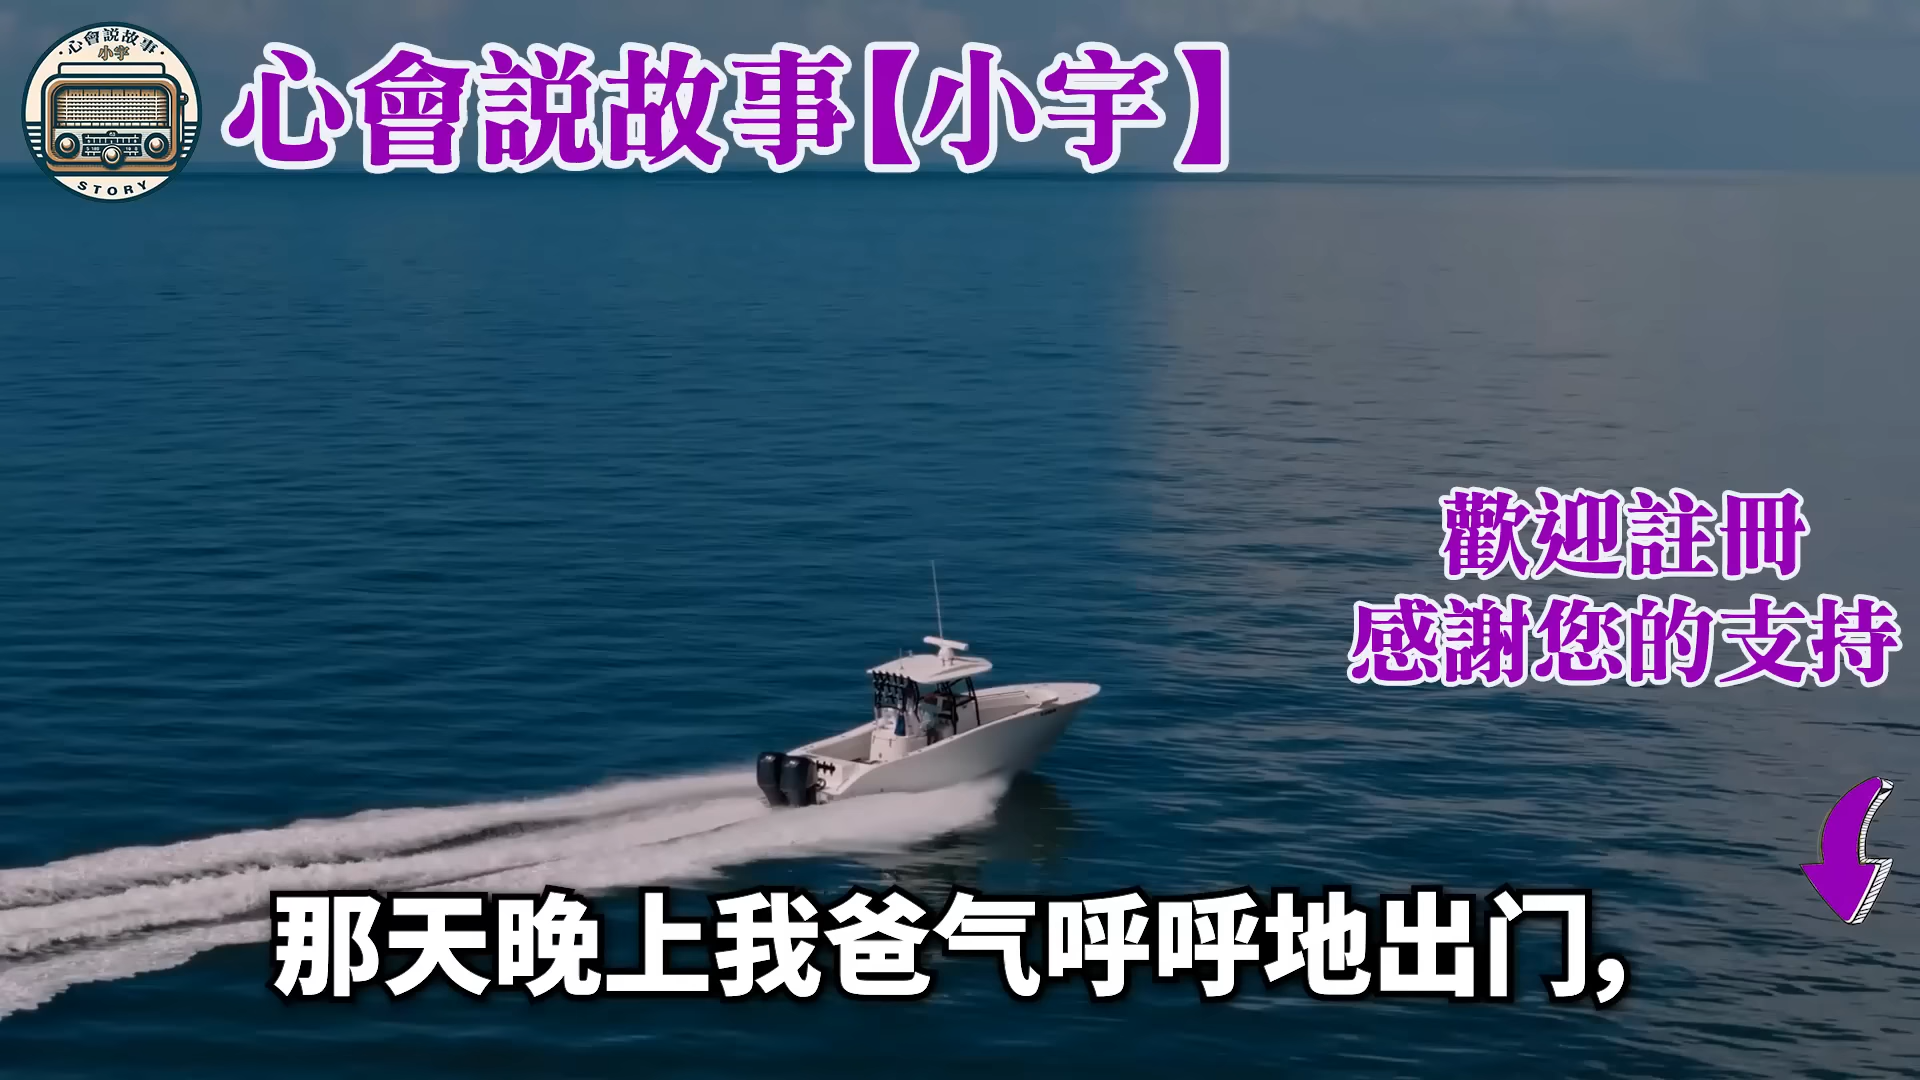 ·心會説故事·
小宇
STORY
心會説故事【小宇】
歡迎註冊
感謝您的支持
那天晚上我爸气呼呼地出门,